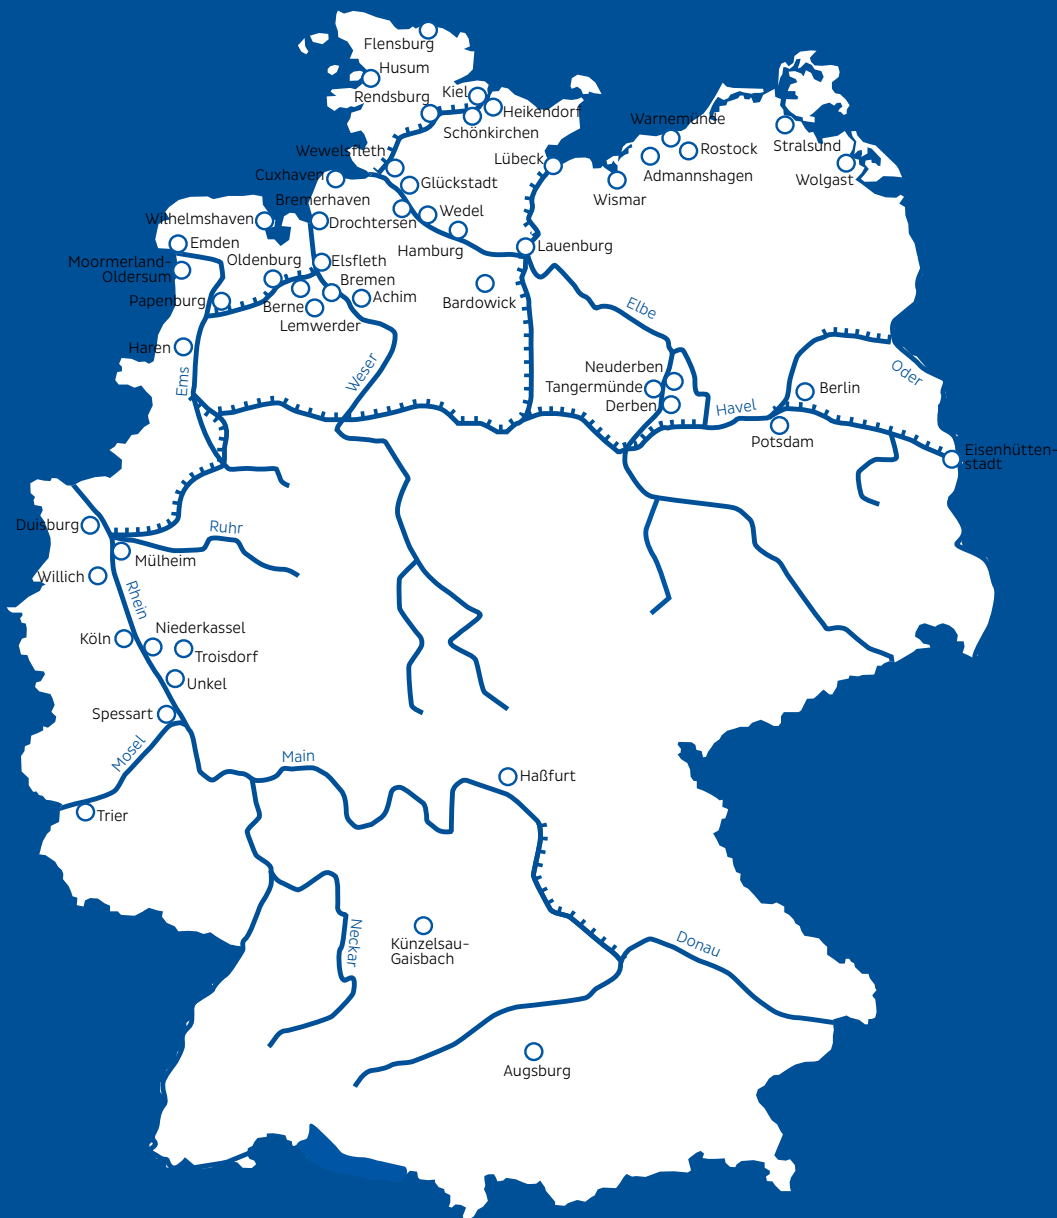 Flensburg
Husum
Rendsburg
Kiel
Heikendorf
Schönkirchen
Warnemünde
Rostock
Stralsund
Wewelsfleth
Lübeck
Admannshagen
Wolgast
Cuxhaven
Glückstadt
Wismar
Bremerhaven
Wilhelmshaven
Drochtersen
Wedel
Emden
Hamburg
Lauenburg
Moormerland-
Oldersum
Oldenburg
Elsfleth
Bremen
Achim
Papenburg
Berne
Lemwerder
Bardowick
Elbe
Haren
Ems
Weser
Neuderben
Tangermünde
Derben
Havel
Berlin
Oder
Potsdam
Eisenhütten-
stadt
Duisburg
Ruhr
Mülheim
Willich
Rhein
Niederkassel
Köln
Troisdorf
Unkel
Spessart
Mosel
Main
Haßfurt
Trier
Neckar
Künzelsau-
Gaisbach
Donau
Augsburg